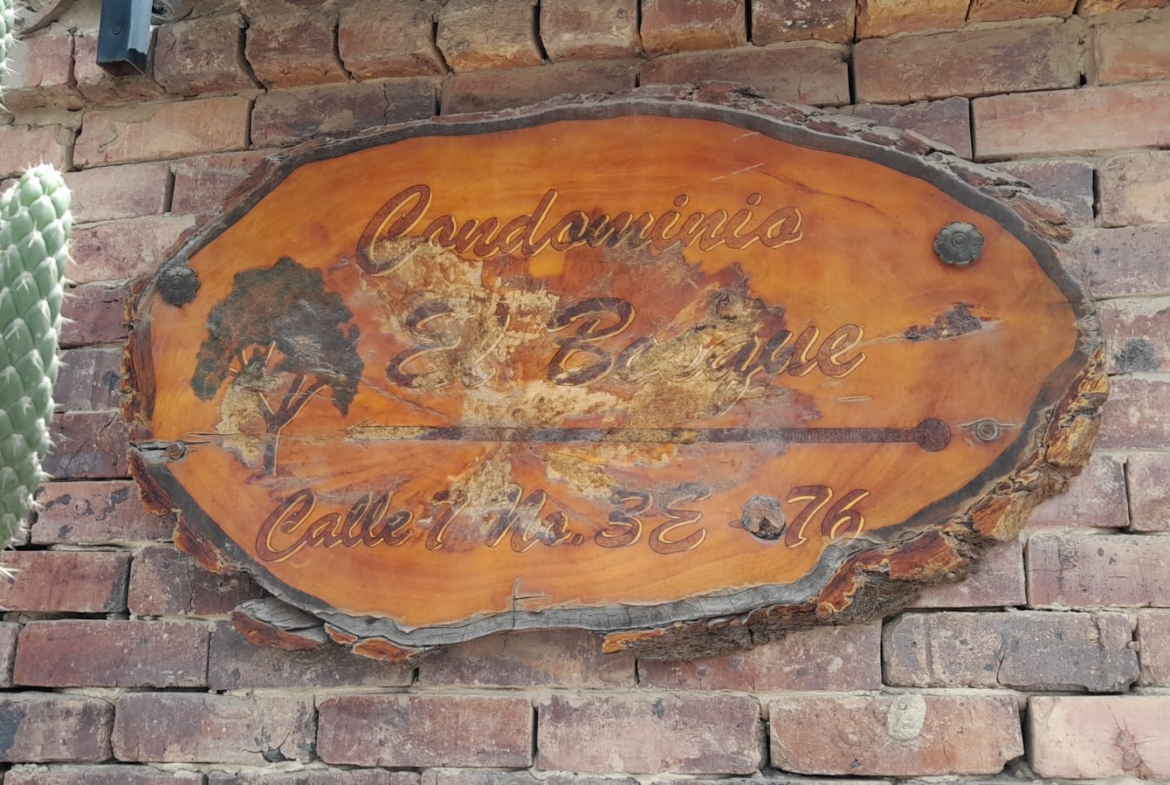 Condominio
El Bosque
Calle 1 No. 3E - 76